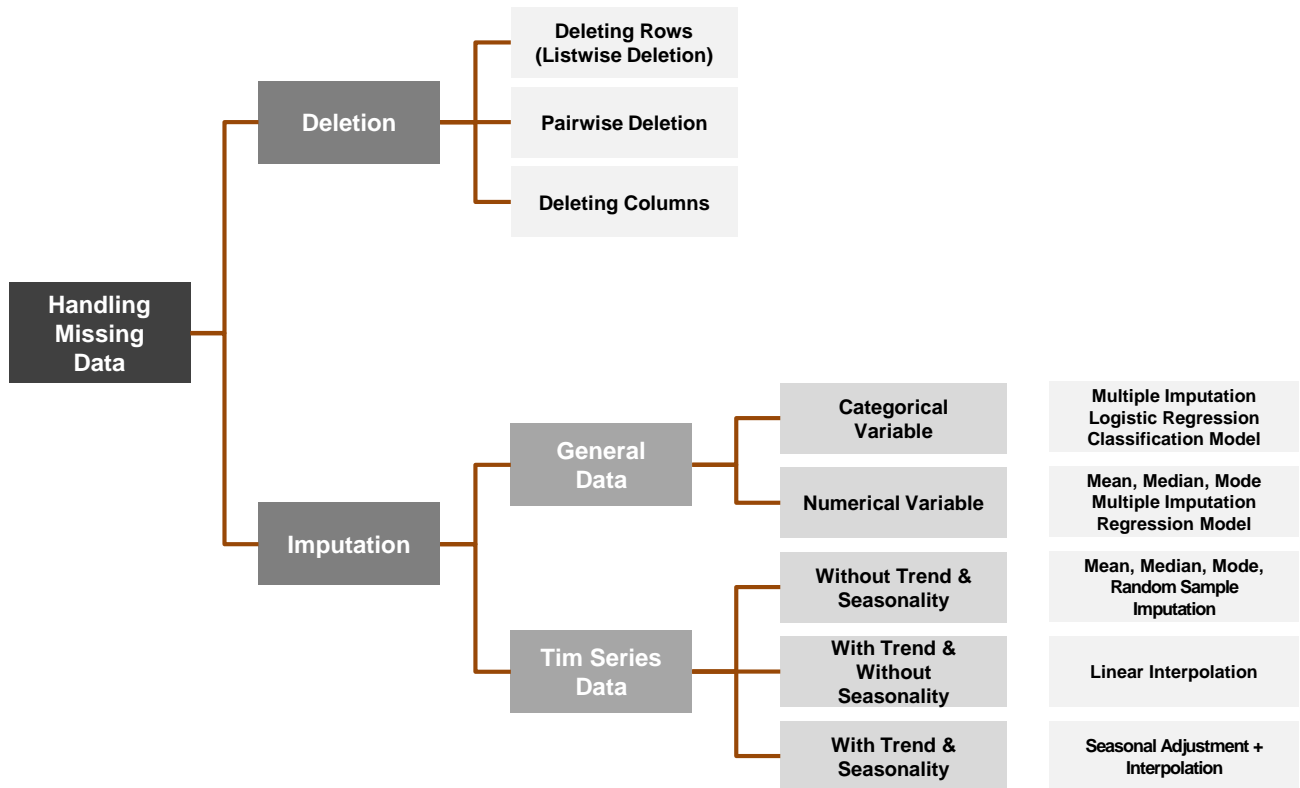 Handling
Missing
Data
Deletion
Deleting Rows
(Listwise Deletion)
Pairwise Deletion
Deleting Columns
Imputation
General
Data
Categorical
Variable
Multiple Imputation
Logistic Regression
Classification Model
Numerical Variable
Mean, Median, Mode
Multiple Imputation
Regression Model
Tim Series
Data
Without Trend &
Seasonality
Mean, Median, Mode,
Random Sample
Imputation
With Trend &
Without
Seasonality
Linear Interpolation
With Trend &
Seasonality
Seasonal Adjustment +
Interpolation